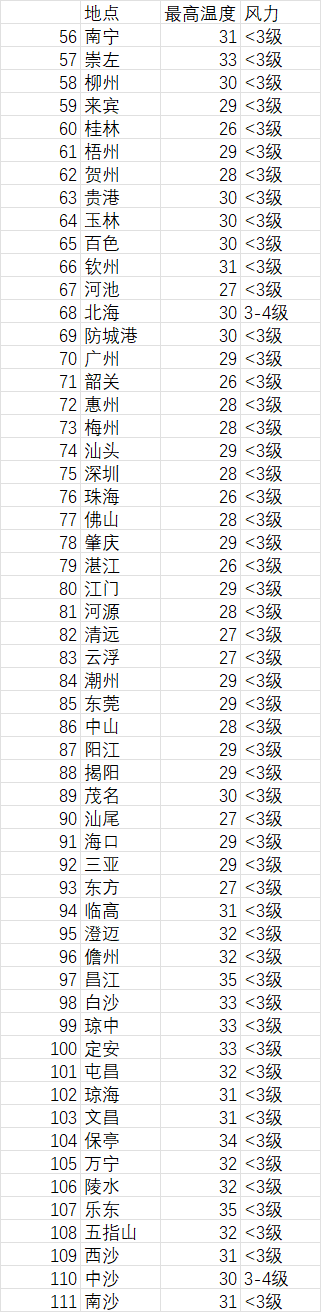 地点 最高温度 风力
56 南宁 31 <3级
57 崇左 33 <3级
58 柳州 30 <3级
59 来宾 29 <3级
60 桂林 26 <3级
61 梧州 29 <3级
62 贺州 28 <3级
63 贵港 30 <3级
64 玉林 30 <3级
65 百色 30 <3级
66 钦州 31 <3级
67 河池 27 <3级
68 北海 30 3-4级
69 防城港 30 <3级
70 广州 29 <3级
71 韶关 26 <3级
72 惠州 28 <3级
73 梅州 28 <3级
74 汕头 29 <3级
75 深圳 28 <3级
76 珠海 26 <3级
77 佛山 28 <3级
78 肇庆 29 <3级
79 湛江 26 <3级
80 江门 29 <3级
81 河源 28 <3级
82 清远 27 <3级
83 云浮 27 <3级
84 潮州 29 <3级
85 东莞 29 <3级
86 中山 28 <3级
87 阳江 29 <3级
88 揭阳 29 <3级
89 茂名 30 <3级
90 汕尾 27 <3级
91 海口 29 <3级
92 三亚 29 <3级
93 东方 27 <3级
94 临高 31 <3级
95 澄迈 32 <3级
96 儋州 32 <3级
97 昌江 35 <3级
98 白沙 33 <3级
99 琼中 33 <3级
100 定安 33 <3级
101 屯昌 32 <3级
102 琼海 31 <3级
103 文昌 31 <3级
104 保亭 34 <3级
105 万宁 32 <3级
106 陵水 32 <3级
107 乐东 35 <3级
108 五指山 32 <3级
109 西沙 31 <3级
110 中沙 30 3-4级
111 南沙 31 <3级